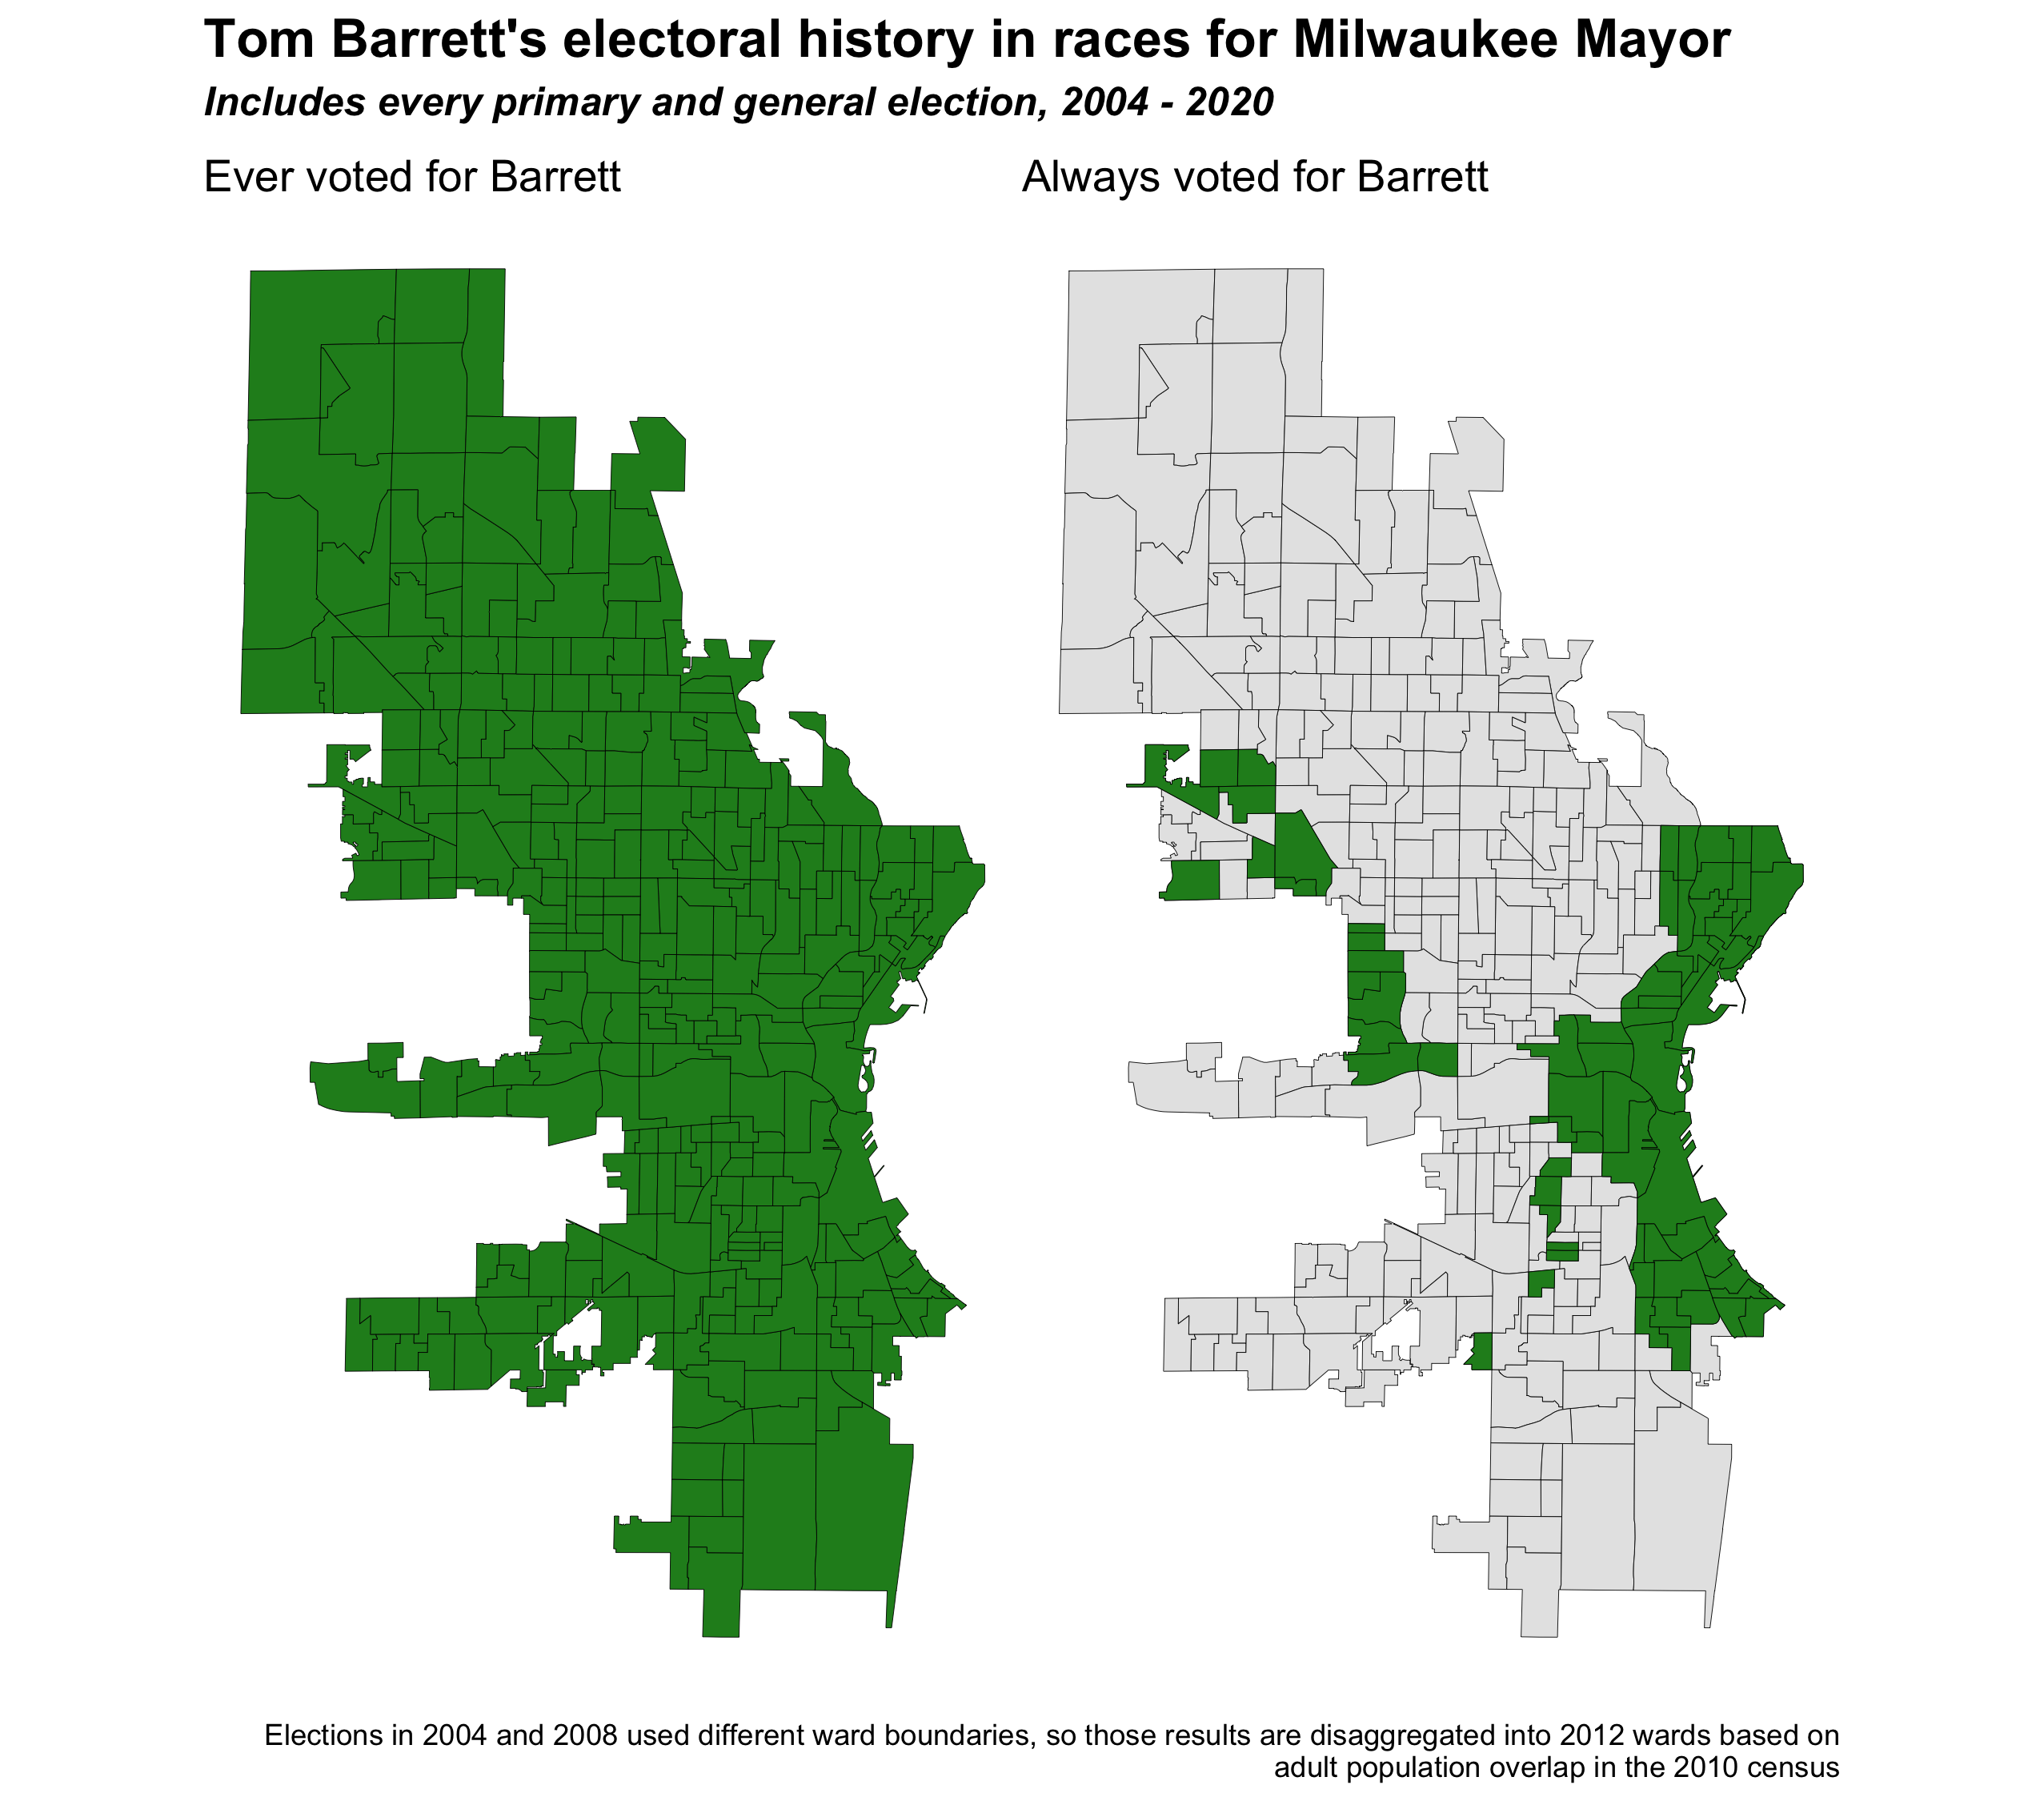 Tom Barrett's electoral history in races for Milwaukee Mayor
Includes every primary and general election, 2004 - 2020
Ever voted for Barrett
Always voted for Barrett
Elections in 2004 and 2008 used different ward boundaries, so those results are disaggregated into 2012 wards based on
adult population overlap in the 2010 census